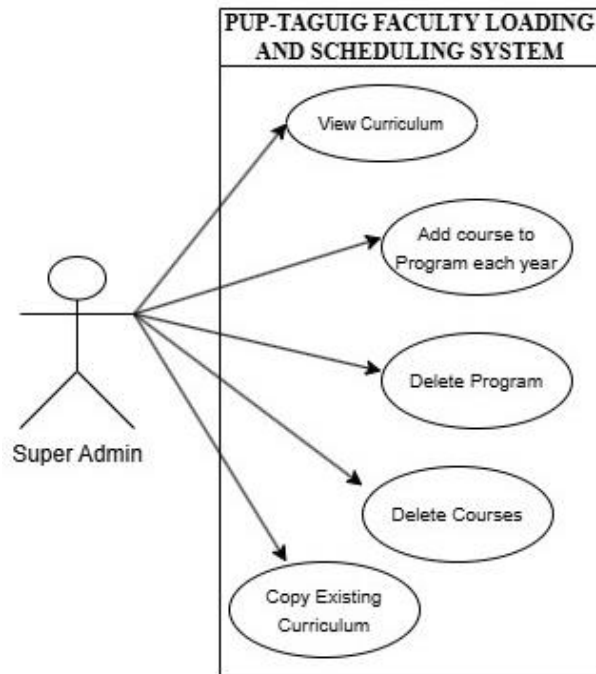 PUP-TAGUIG FACULTY LOADING
AND SCHEDULING SYSTEM
View Curriculum
Add course to
Program each year
Delete Program
Super Admin
Delete Courses
Copy Existing
Curriculum